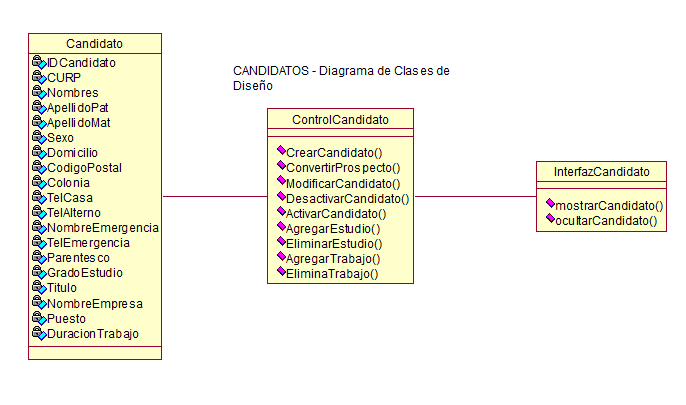 Candidato
IDCandidato
CURP
Nombres
ApellidoPat
ApellidoMat
Sexo
Domicilio
CodigoPostal
Colonia
TelCasa
TelAlterno
NombreEmergencia
TelEmergencia
Parentesco
GradoEstudio
Titulo
NombreEmpresa
Puesto
DuracionTrabajo
CANDIDATOS - Diagrama de Clases de
Diseño
ControlCandidato
CrearCandidato()
ConvertirProspecto()
ModificarCandidato()
DesactivarCandidato()
ActivarCandidato()
AgregarEstudio()
EliminarEstudio()
AgregarTrabajo()
EliminaTrabajo()
InterfazCandidato
mostrarCandidato()
ocultarCandidato()